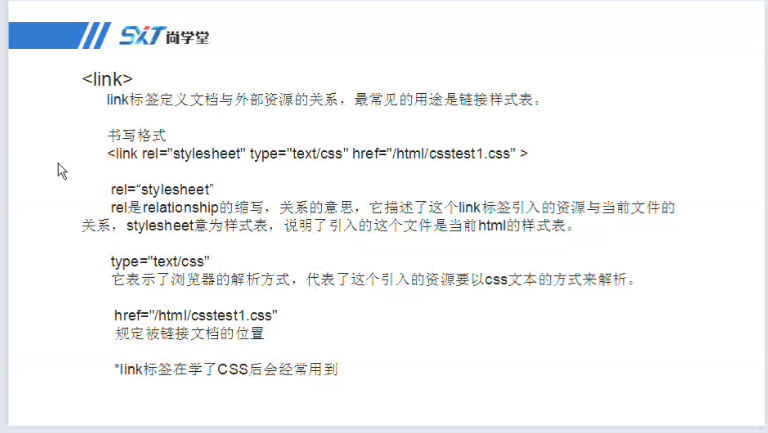 SXT尚学堂
<link>
link标签定义文档与外部资源的关系，最常见的用途是链接样式表。
书写格式
<link rel="stylesheet" type="text/css" href="/html/csstest1.css" >
rel=“stylesheet”
rel是relationship的缩写，关系的意思，它描述了这个link标签引入的资源与当前文件的
关系，stylesheet意为样式表，说明了引入的这个文件是当前html的样式表。
type="text/css"
它表示了浏览器的解析方式，代表了这个引入的资源要以css文本的方式来解析。
href="/html/csstest1.css"
规定被链接文档的位置
*link标签在学了CSS后会经常用到